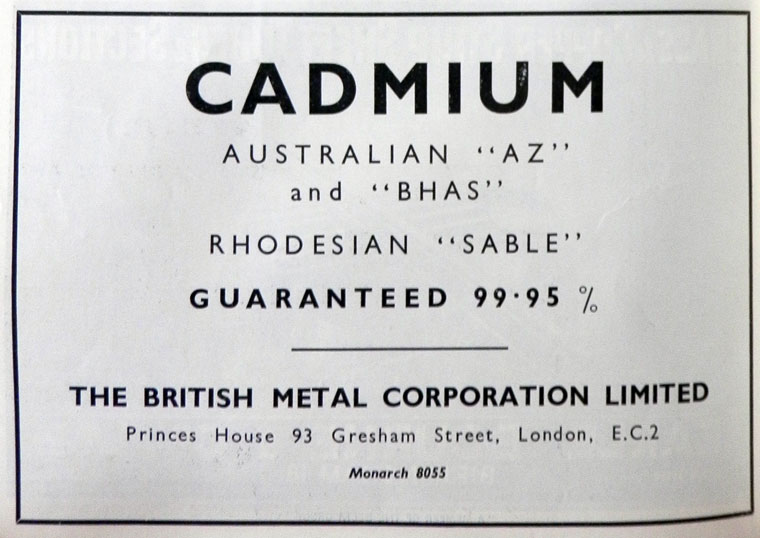 CADMIUM
AUSTRALIAN “AZ”
and “BHAS”
RHODESIAN “SABLE”
GUARANTEED 99·95 %
THE BRITISH METAL CORPORATION LIMITED
Princes House 93 Gresham Street, London, E.C.2
Monarch 8055